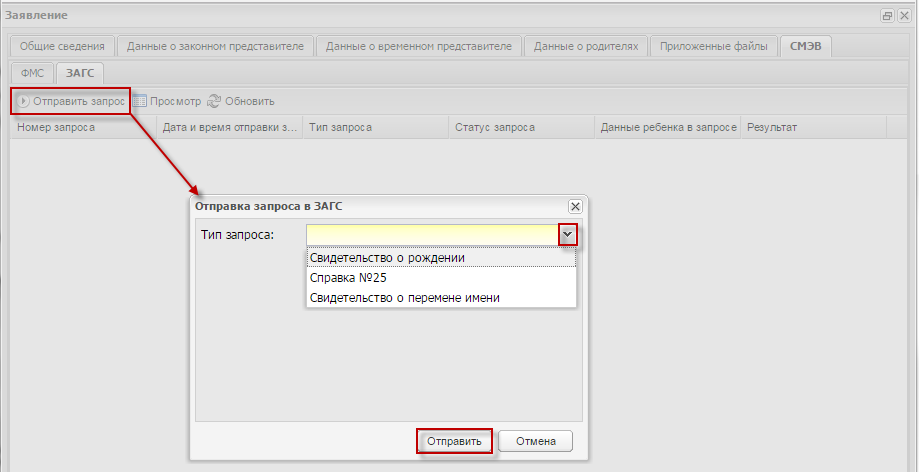 Заявление
Общие сведения Данные о законном представителе Данные о временном представителе Данные о родителях Приложенные файлы СМЭВ
ФМС ЗАГС
Отправить запрос Просмотр Обновить
Номер запроса Дата и время отправки з... Тип запроса Статус запроса Данные ребенка в запросе Результат
Отправка запроса в ЗАГС
Тип запроса:
Свидетельство о рождении
Справка №25
Свидетельство о перемене имени
Отправить Отмена